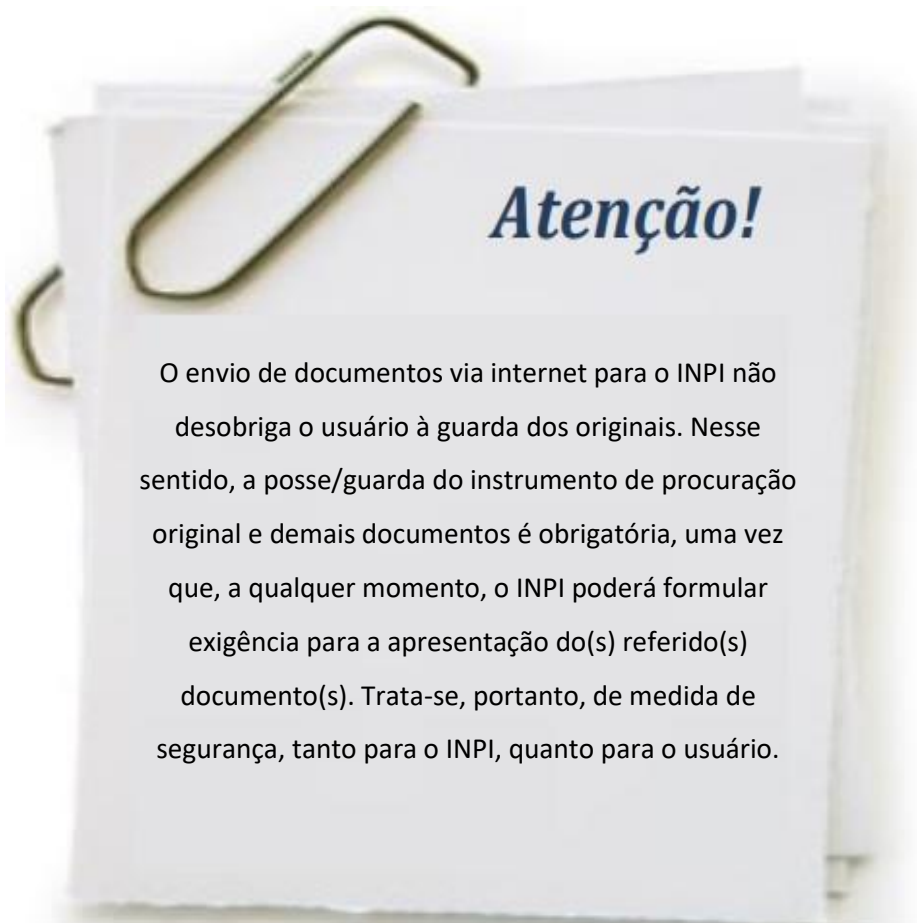 Atenção!
O envio de documentos via internet para o INPI não
desobriga o usuário à guarda dos originais. Nesse
sentido, a posse/guarda do instrumento de procuração
original e demais documentos é obrigatória, uma vez
que, a qualquer momento, o INPI poderá formular
exigência para a apresentação do(s) referido(s)
documento(s). Trata-se, portanto, de medida de
segurança, tanto para o INPI, quanto para o usuário.